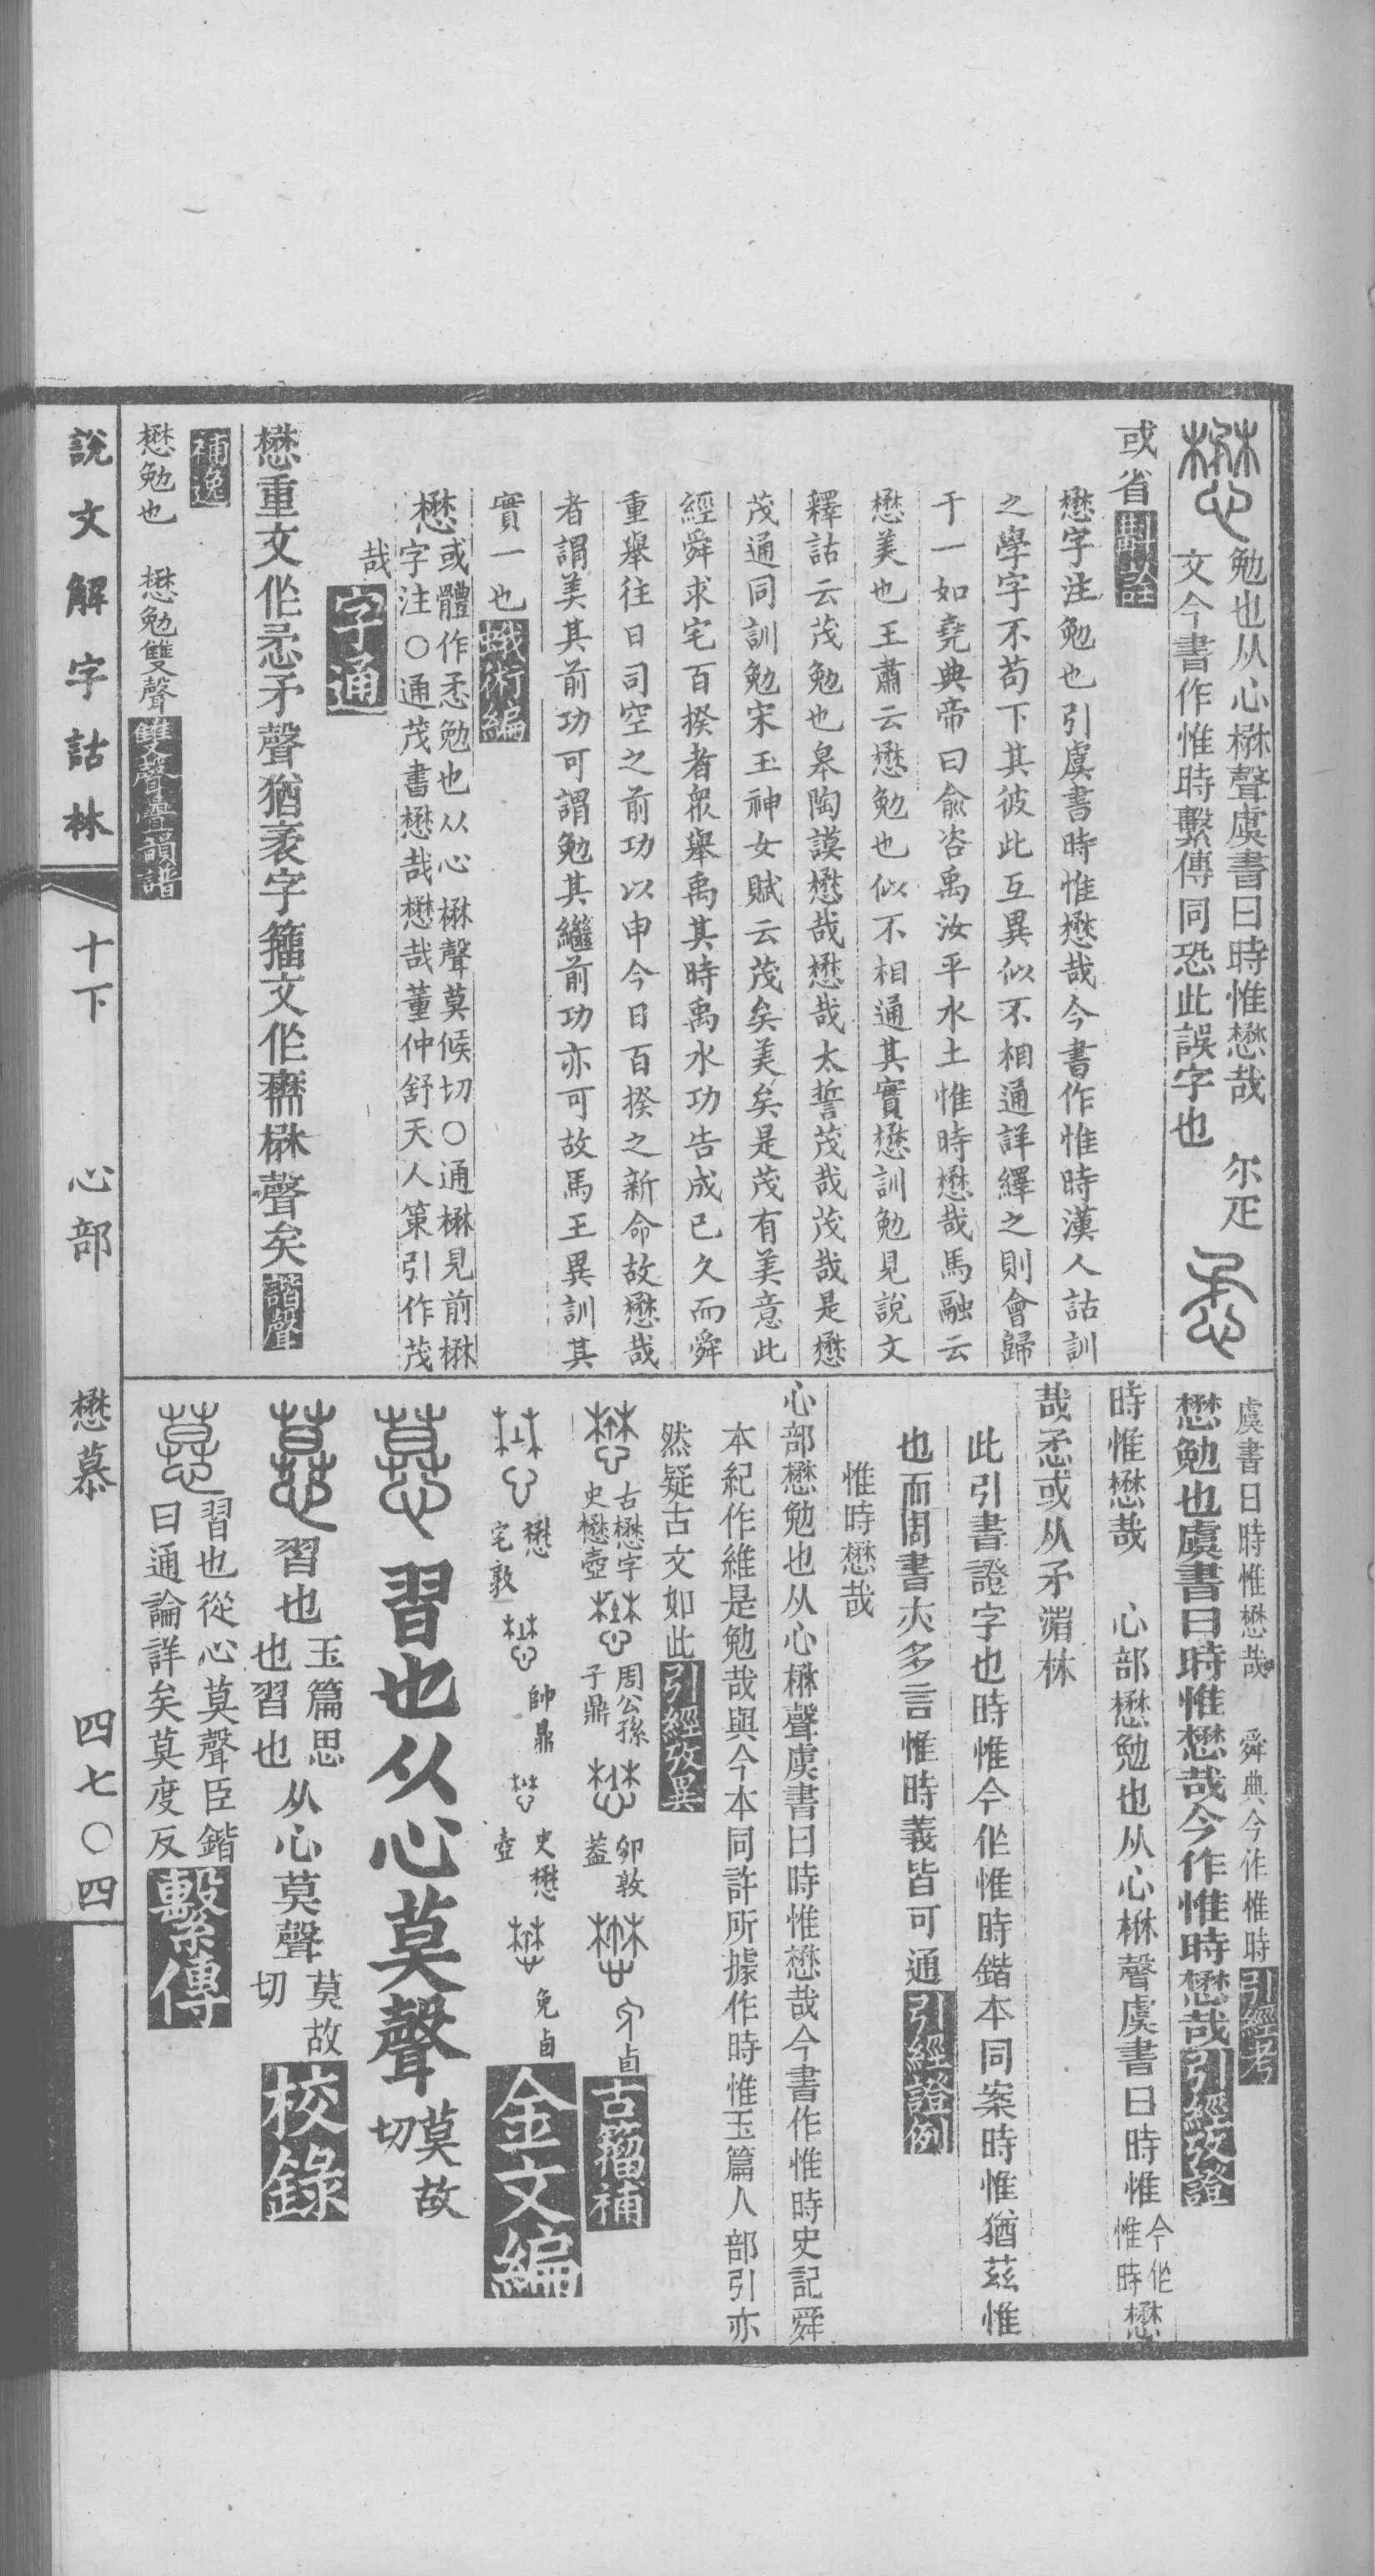 勉也从心楙聲虞書曰時惟懋哉 尒疋
文今書作惟時繫傳同恐此誤字也
或省斠詮
懋字注勉也引虞書時惟懋哉今書作惟時漢人詁訓
之學字不苟下其彼此互異似不相通詳繹之則會歸
于一如堯典帝曰俞咨禹汝平水土惟時懋哉馬融云
懋美也王肅云懋勉也似不相通其實懋訓勉見說文
釋詁云茂勉也皋陶謨懋哉懋哉太誓茂哉茂哉是懋
茂通同訓勉宋玉神女賦云茂矣美矣是茂有美意此
經舜求宅百揆者眾舉禹其時禹水功告成已久而舜
重舉往日司空之前功以申今日百揆之新命故懋哉
者謂美其前功可謂勉其繼前功亦可故馬王異訓其
實一也蛾術編
懋或體作悉勉也从心楙聲莫候切○通楙見前楙
字注○通茂書懋哉懋哉董仲舒天人策引作茂
哉字通
懋重文作恖矛聲猶袤字籒文作𧟃楙聲矣諧聲
補逸
懋勉也 懋勉雙聲雙聲疊韻譜
說文解字詁林 十下 心部 懋慕 四七○四
虞書曰時惟懋哉 舜典今作惟時引經考
懋勉也虞書曰時惟懋哉今作惟時懋哉引經攷證
時惟懋哉 心部懋勉也从心楙聲虞書曰時惟今作惟時懋
哉悉或从矛湄林
此引書證字也時惟今作惟時鍇本同案時惟猶茲惟
也而周書亦多言惟時義皆可通引經證例
惟時懋哉
心部懋勉也从心楙聲虞書曰時惟懋哉今書作惟時史記舜
本紀作維是勉哉與今本同許所據作時惟玉篇人部引亦
然疑古文如此引經攷異
古懋字
史懋壺
周公孫
子鼎
卯敦
蓋
古籀補
懋
宅敦
帥鼎
史懋
壺
免卣
金文編
習也从心莫聲莫故切
習也玉篇思也習也从心莫聲莫故切校錄
習也從心莫聲臣鍇
曰通論詳矣莫度反繫傳